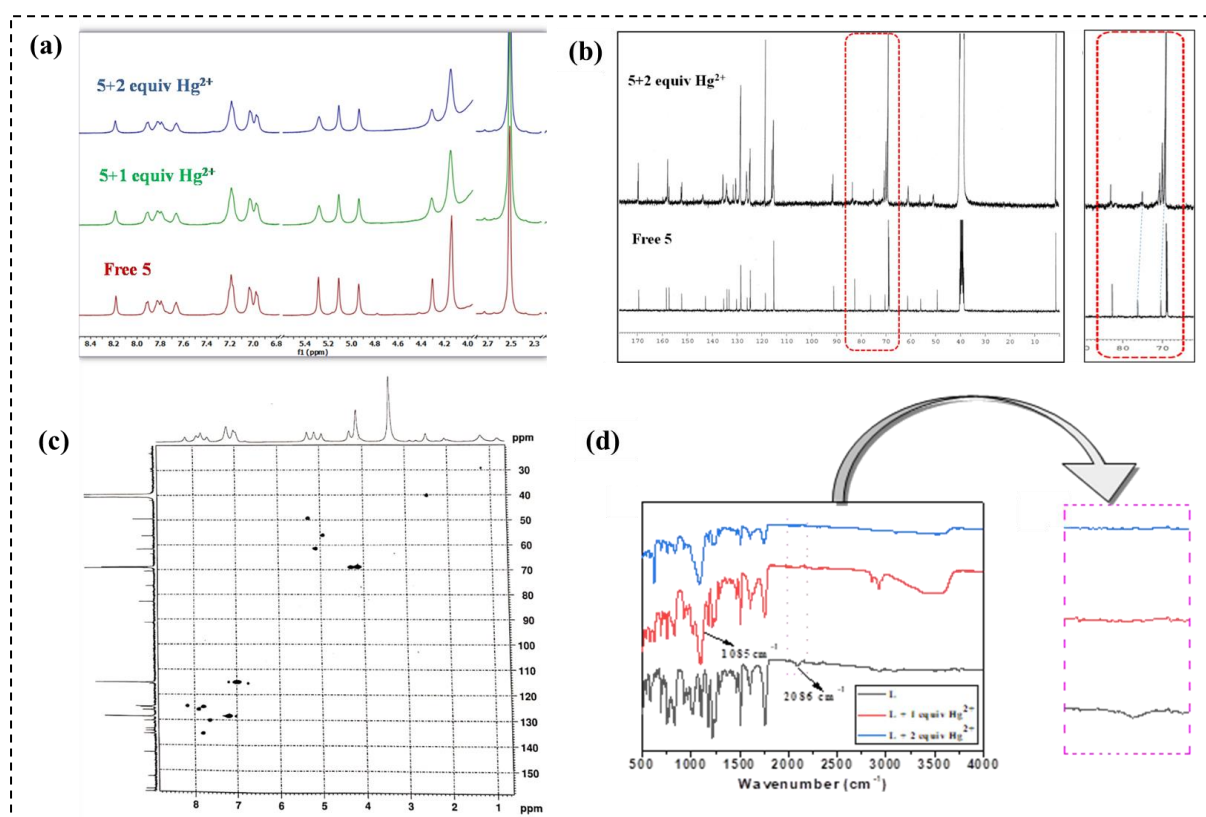 (a)
5+2 equiv Hg²⁺
5+1 equiv Hg²⁺
Free 5
8.4 8.2 8.0 7.8 7.6 7.4 7.2 7.0 6.8 5.6 5.4 5.2 5.0 4.8 4.6 4.4 4.2 4.0 2.5 2.3
f1 (ppm)
(b)
5+2 equiv Hg²⁺
Free 5
170 160 150 140 130 120 110 100 90 80 70 60 50 40 30 20 10
0 80 70
(c)
ppm
30
40
50
60
70
80
90
100
110
120
130
140
150
8 7 6 5 4 3 2 1 ppm
(d)
1085 cm⁻¹
2086 cm⁻¹
L
L + 1 equiv Hg²⁺
L + 2 equiv Hg²⁺
500 1000 1500 2000 2500 3000 3500 4000
Wavenumber (cm⁻¹)